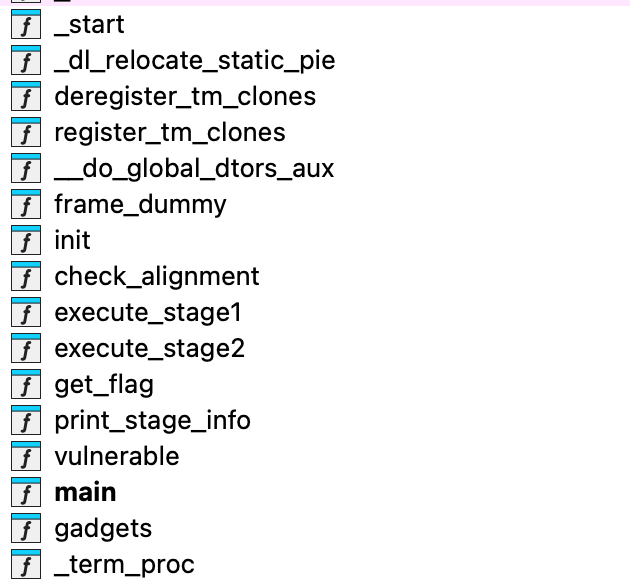 _start
_dl_relocate_static_pie
deregister_tm_clones
register_tm_clones
__do_global_dtors_aux
frame_dummy
init
check_alignment
execute_stage1
execute_stage2
get_flag
print_stage_info
vulnerable
main
gadgets
_term_proc